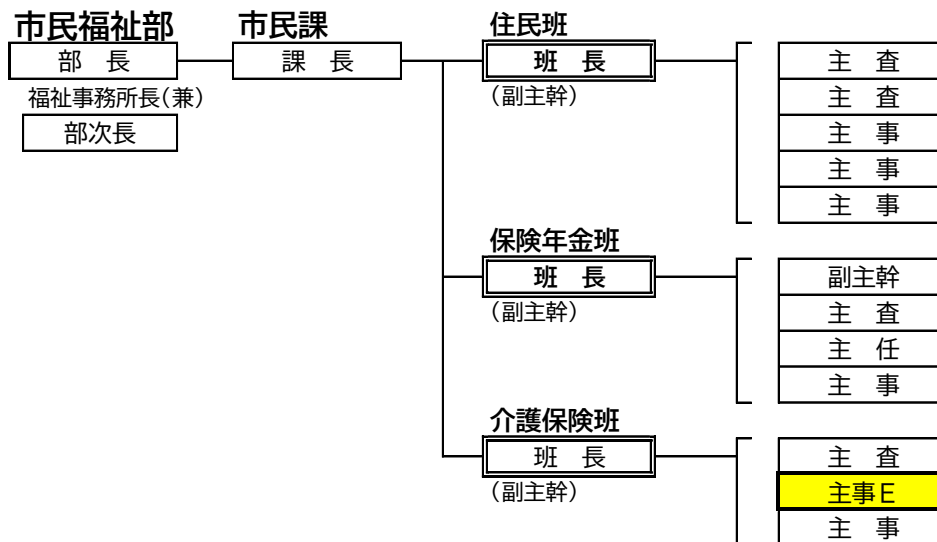 市民福祉部
部　長
福祉事務所長（兼）
部次長
市民課
課　長
住民班
班　長
（副主幹）
主　査
主　査
主　事
主　事
主　事
保険年金班
班　長
（副主幹）
副主幹
主　査
主　任
主　事
介護保険班
班　長
（副主幹）
主　査
主事Ｅ
主　事